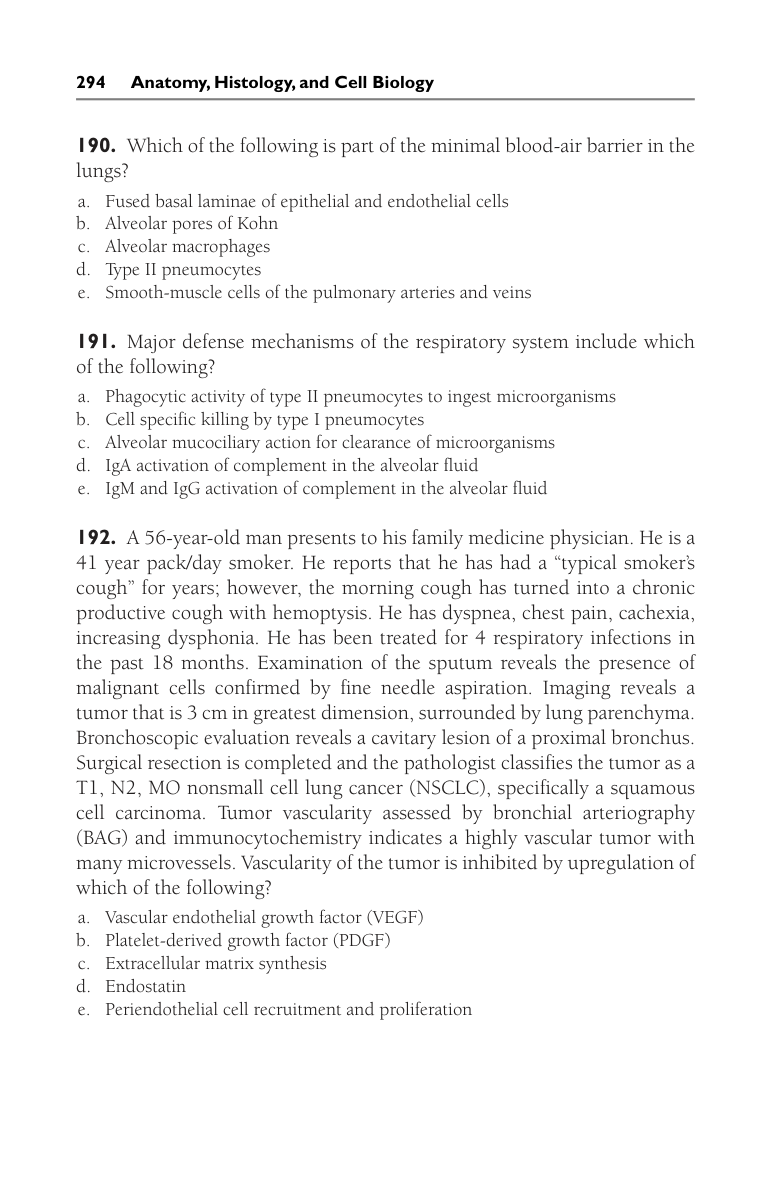 294 Anatomy, Histology, and Cell Biology
190. Which of the following is part of the minimal blood-air barrier in the
lungs?
a. Fused basal laminae of epithelial and endothelial cells
b. Alveolar pores of Kohn
c. Alveolar macrophages
d. Type II pneumocytes
e. Smooth-muscle cells of the pulmonary arteries and veins
191. Major defense mechanisms of the respiratory system include which
of the following?
a. Phagocytic activity of type II pneumocytes to ingest microorganisms
b. Cell specific killing by type I pneumocytes
c. Alveolar mucociliary action for clearance of microorganisms
d. IgA activation of complement in the alveolar fluid
e. IgM and IgG activation of complement in the alveolar fluid
192. A 56-year-old man presents to his family medicine physician. He is a
41 year pack/day smoker. He reports that he has had a “typical smoker’s
cough” for years; however, the morning cough has turned into a chronic
productive cough with hemoptysis. He has dyspnea, chest pain, cachexia,
increasing dysphonia. He has been treated for 4 respiratory infections in
the past 18 months. Examination of the sputum reveals the presence of
malignant cells confirmed by fine needle aspiration. Imaging reveals a
tumor that is 3 cm in greatest dimension, surrounded by lung parenchyma.
Bronchoscopic evaluation reveals a cavitary lesion of a proximal bronchus.
Surgical resection is completed and the pathologist classifies the tumor as a
T1, N2, MO nonsmall cell lung cancer (NSCLC), specifically a squamous
cell carcinoma. Tumor vascularity assessed by bronchial arteriography
(BAG) and immunocytochemistry indicates a highly vascular tumor with
many microvessels. Vascularity of the tumor is inhibited by upregulation of
which of the following?
a. Vascular endothelial growth factor (VEGF)
b. Platelet-derived growth factor (PDGF)
c. Extracellular matrix synthesis
d. Endostatin
e. Periendothelial cell recruitment and proliferation